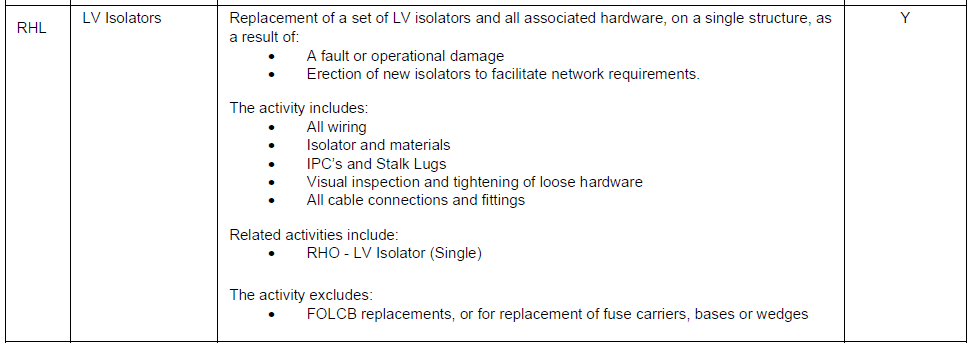 RHL
LV Isolators
Replacement of a set of LV isolators and all associated hardware, on a single structure, as
a result of:
• A fault or operational damage
• Erection of new isolators to facilitate network requirements.
The activity includes:
• All wiring
• Isolator and materials
• IPC's and Stalk Lugs
• Visual inspection and tightening of loose hardware
• All cable connections and fittings
Related activities include:
• RHO - LV Isolator (Single)
The activity excludes:
• FOLCB replacements, or for replacement of fuse carriers, bases or wedges
Y